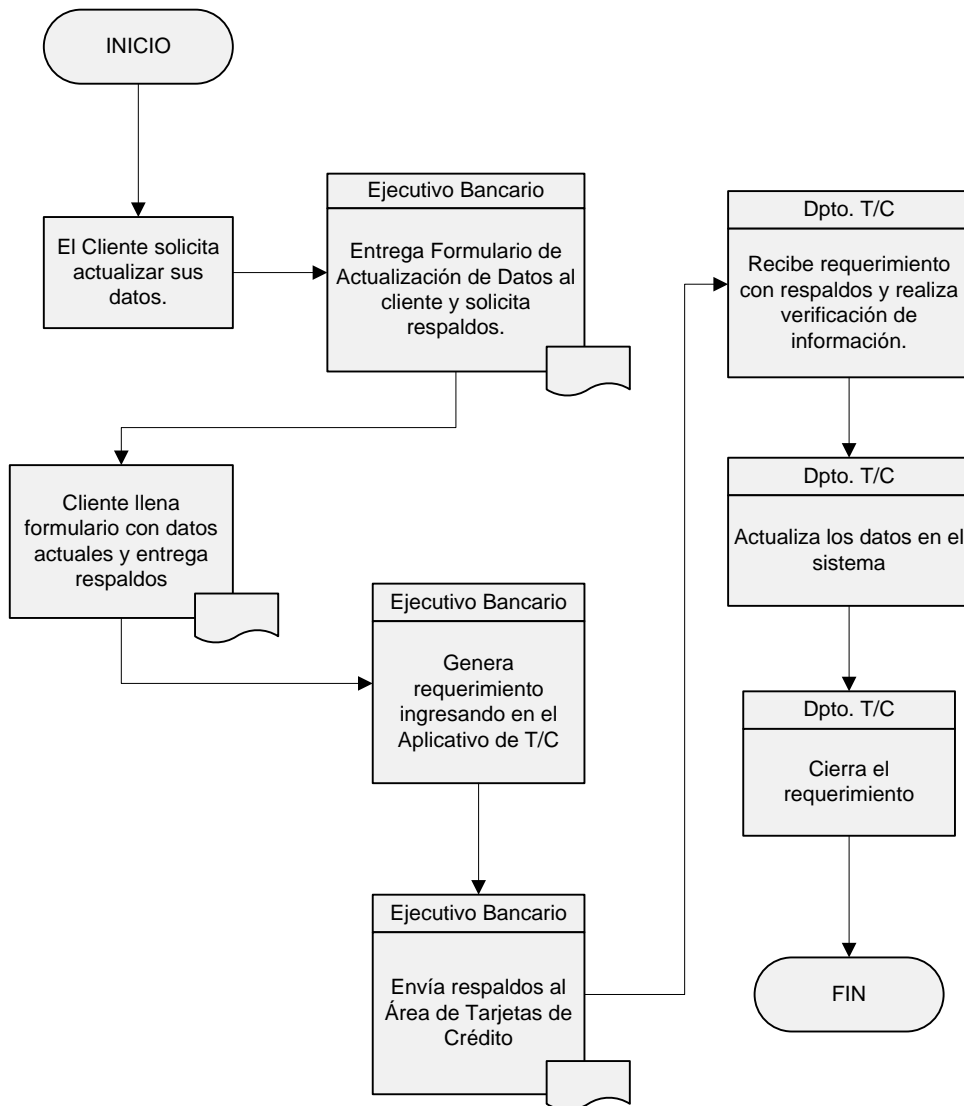 INICIO
El Cliente solicita
actualizar sus
datos.
Ejecutivo Bancario
Entrega Formulario de
Actualización de Datos al
cliente y solicita
respaldos.
Cliente llena
formulario con datos
actuales y entrega
respaldos
Ejecutivo Bancario
Genera
requerimiento
ingresando en el
Aplicativo de T/C
Ejecutivo Bancario
Envía respaldos al
Área de Tarjetas de
Crédito
Dpto. T/C
Recibe requerimiento
con respaldos y realiza
verificación de
información.
Dpto. T/C
Actualiza los datos en el
sistema
Dpto. T/C
Cierra el
requerimiento
FIN